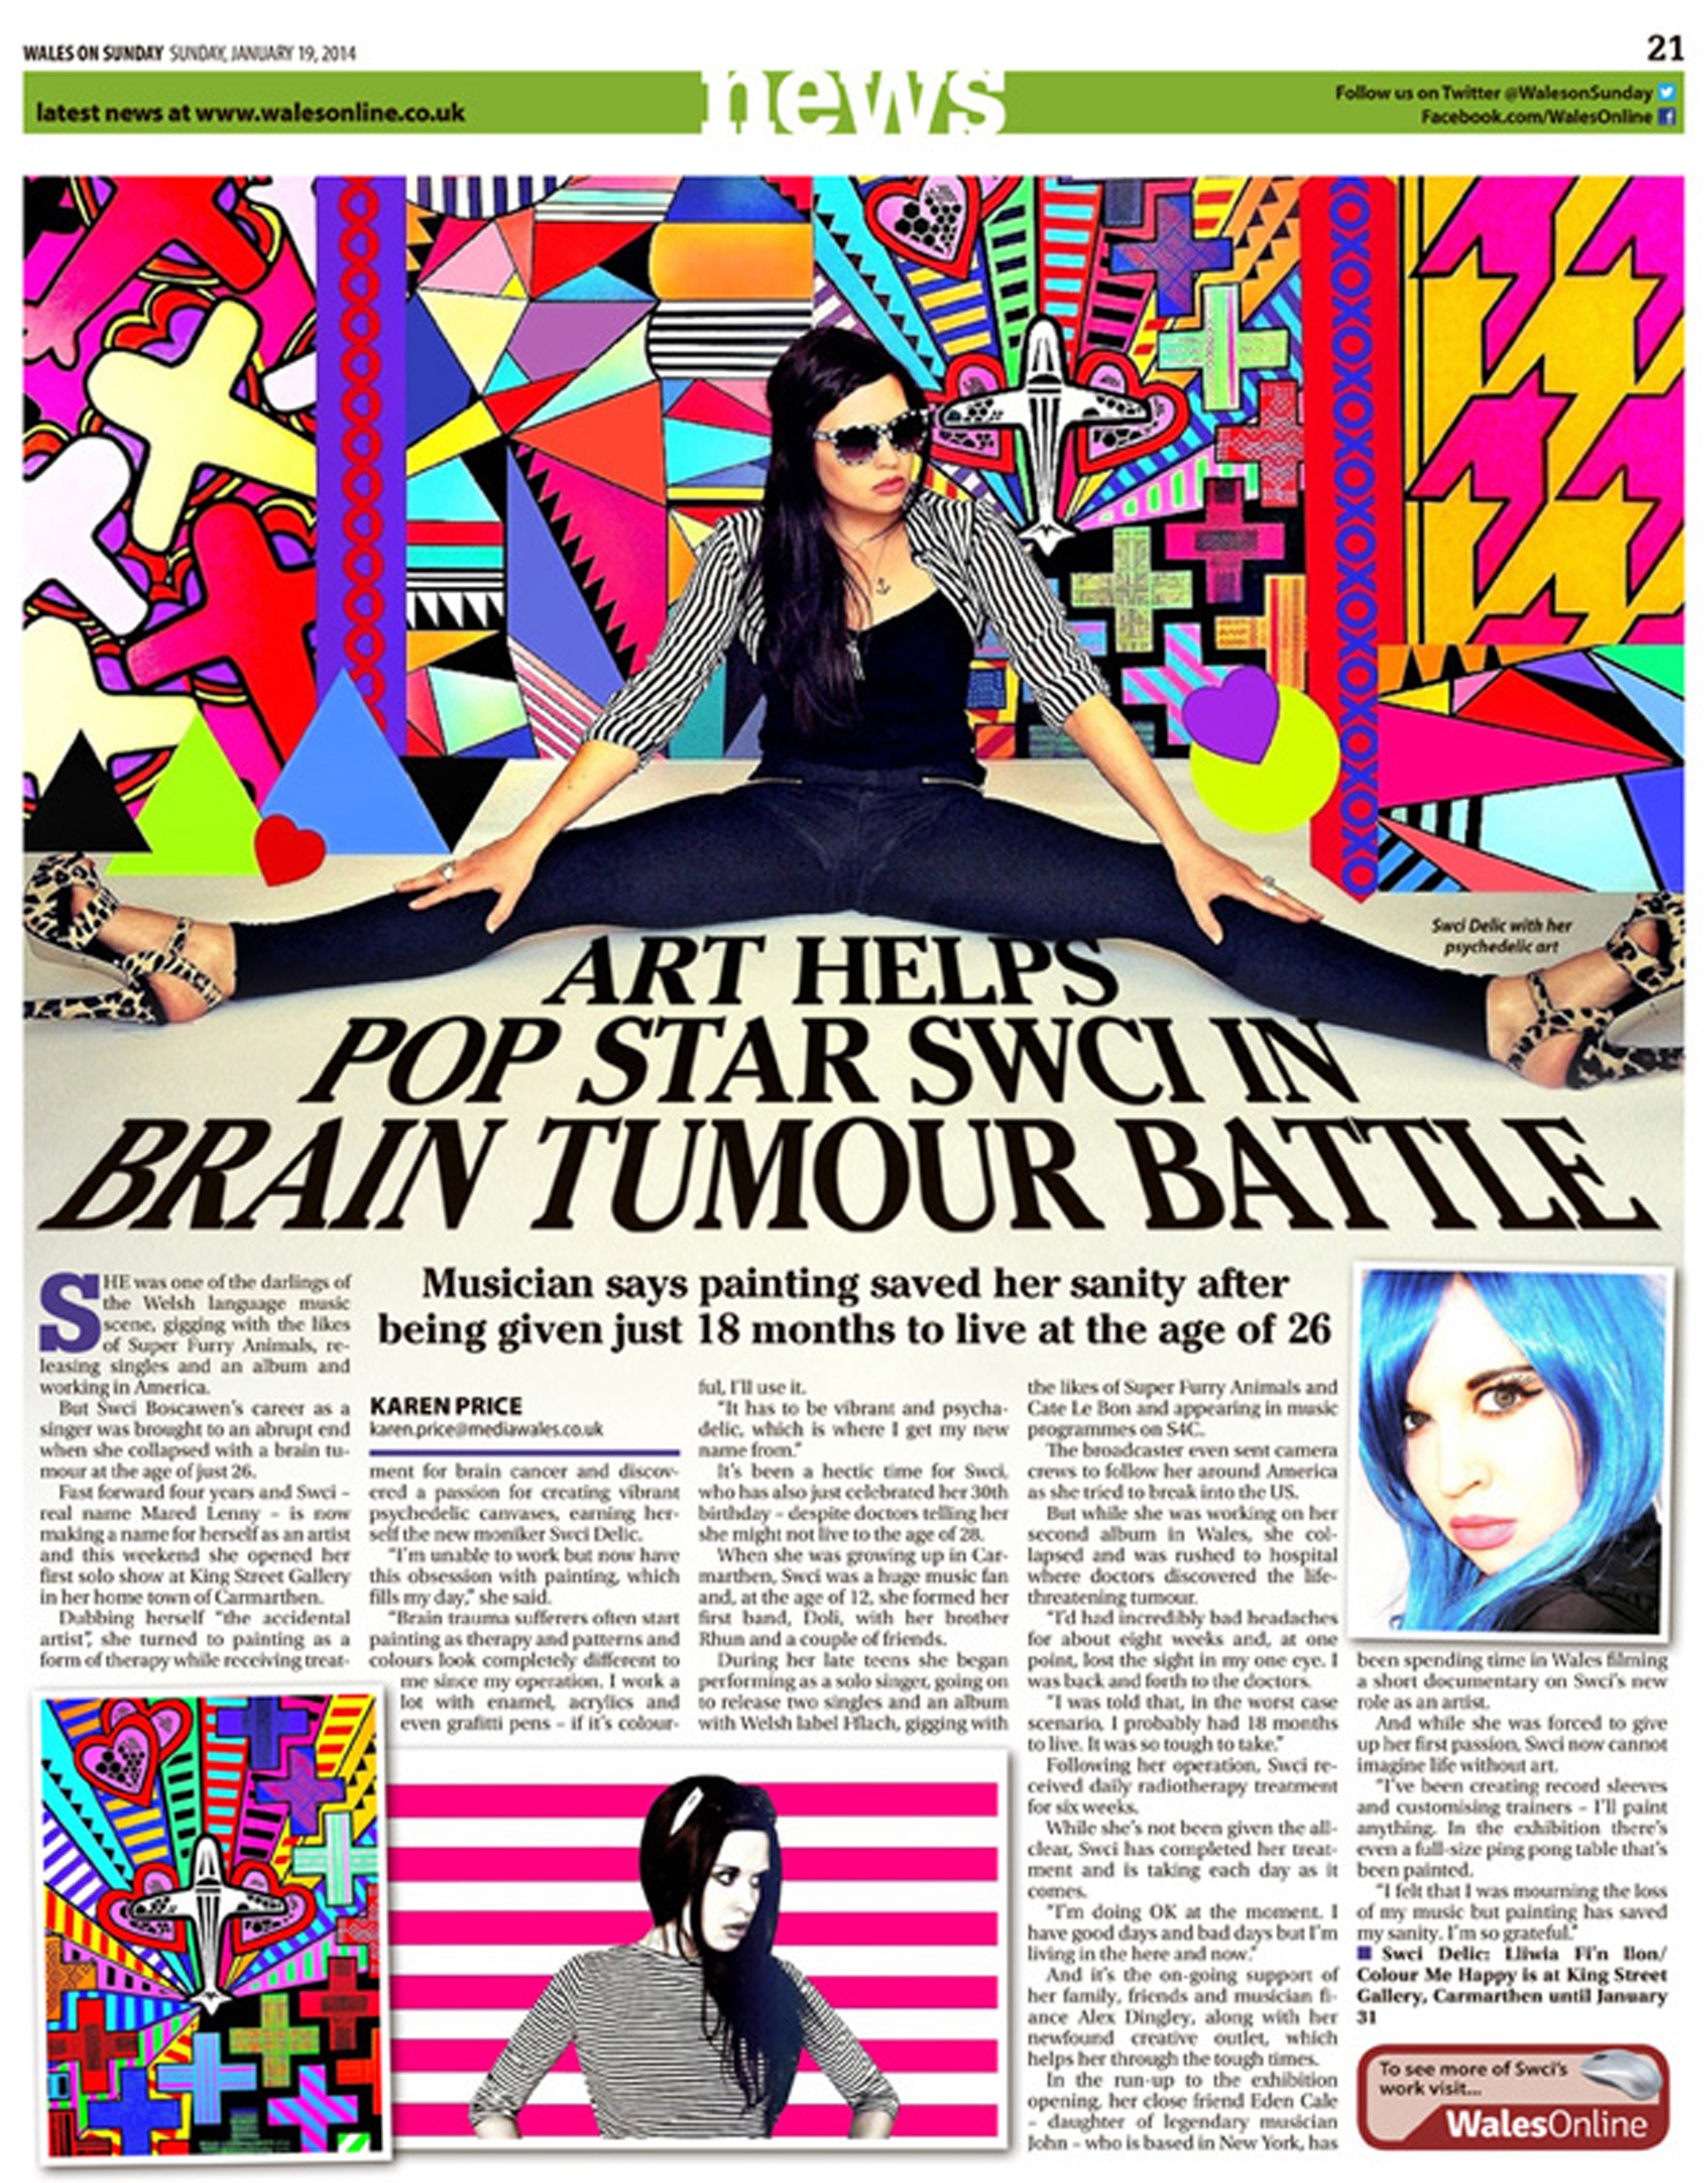 WALES ON SUNDAY SUNDAY, JANUARY 19, 2014
21
latest news at www.walesonline.co.uk
news
Follow us on Twitter @WalesonSunday
Facebook.com/WalesOnline
Swci Delic with her
psychedelic art
ART HELPS
POP STAR SWCI IN
BRAIN TUMOUR BATTLE
Musician says painting saved her sanity after
being given just 18 months to live at the age of 26
SHE was one of the darlings of
the Welsh language music
scene, gigging with the likes
of Super Furry Animals, re-
leasing singles and an album and
working in America.
But Swci Boscawen's career as a
singer was brought to an abrupt end
when she collapsed with a brain tu-
mour at the age of just 26.
Fast forward four years and Swci –
real name Mared Lenny – is now
making a name for herself as an artist
and this weekend she opened her
first solo show at King Street Gallery
in her home town of Carmarthen.
Dubbing herself "the accidental
artist", she turned to painting as a
form of therapy while receiving treat-
KAREN PRICE
karen.price@mediawales.co.uk
ment for brain cancer and discov-
ered a passion for creating vibrant
psychedelic canvases, earning her-
self the new moniker Swci Delic.
"I'm unable to work but now have
this obsession with painting, which
fills my day," she said.
"Brain trauma sufferers often start
painting as therapy and patterns and
colours look completely different to
me since my operation. I work a
lot with enamel, acrylics and
even grafitti pens – if it's colour-
ful, I'll use it.
"It has to be vibrant and psycha-
delic, which is where I get my new
name from."
It's been a hectic time for Swci,
who has also just celebrated her 30th
birthday – despite doctors telling her
she might not live to the age of 28.
When she was growing up in Car-
marthen, Swci was a huge music fan
and, at the age of 12, she formed her
first band, Doli, with her brother
Rhun and a couple of friends.
During her late teens she began
performing as a solo singer, going on
to release two singles and an album
with Welsh label Fflach, gigging with
the likes of Super Furry Animals and
Cate Le Bon and appearing in music
programmes on S4C.
The broadcaster even sent camera
crews to follow her around America
as she tried to break into the US.
But while she was working on her
second album in Wales, she col-
lapsed and was rushed to hospital
where doctors discovered the life-
threatening tumour.
"I'd had incredibly bad headaches
for about eight weeks and, at one
point, lost the sight in my one eye. I
was back and forth to the doctors.
"I was told that, in the worst case
scenario, I probably had 18 months
to live. It was so tough to take."
Following her operation, Swci re-
ceived daily radiotherapy treatment
for six weeks.
While she's not been given the all-
clear, Swci has completed her treat-
ment and is taking each day as it
comes.
"I'm doing OK at the moment. I
have good days and bad days but I'm
living in the here and now."
And it's the on-going support of
her family, friends and musician fi-
ance Alex Dingley, along with her
newfound creative outlet, which
helps her through the tough times.
In the run-up to the exhibition
opening, her close friend Eden Cale
– daughter of legendary musician
John – who is based in New York, has
been spending time in Wales filming
a short documentary on Swci's new
role as an artist.
And while she was forced to give
up her first passion, Swci now cannot
imagine life without art.
"I've been creating record sleeves
and customising trainers – I'll paint
anything. In the exhibition there's
even a full-size ping pong table that's
been painted.
"I felt that I was mourning the loss
of my music but painting has saved
my sanity. I'm so grateful."
■ Swci Delic: Lliwia Fi'n Llon/
Colour Me Happy is at King Street
Gallery, Carmarthen until January
31
To see more of Swci's
work visit...
WalesOnline